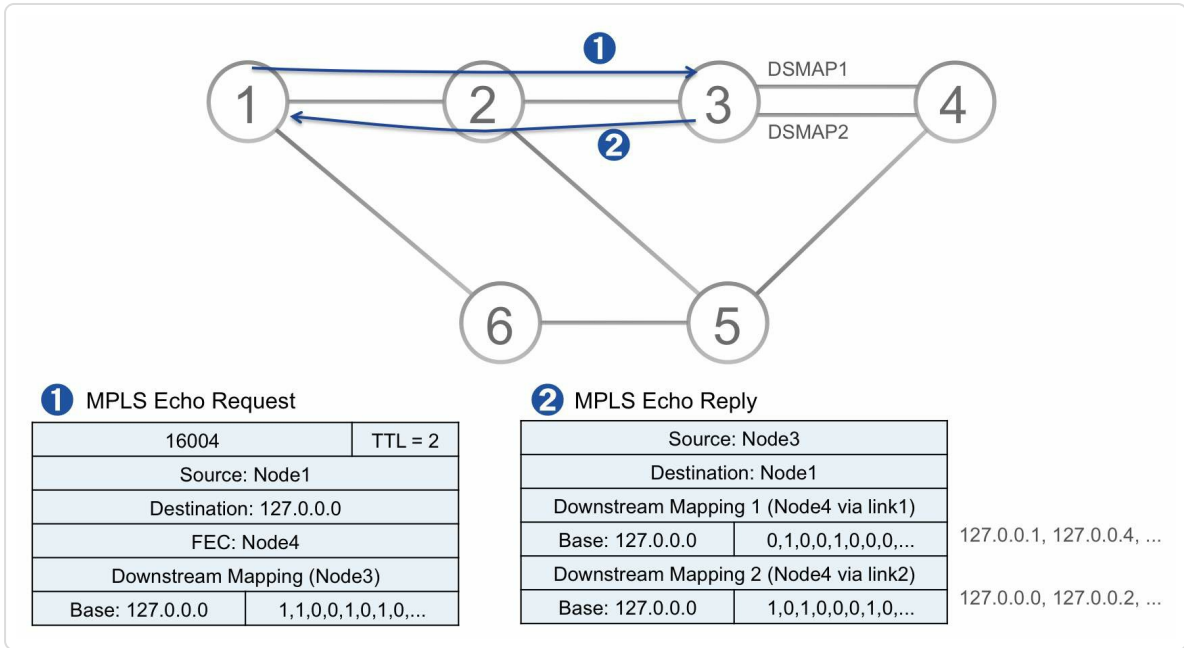 ❶
1
2
3
DSMAP1
4
❷
DSMAP2
6
5
❶ MPLS Echo Request
16004 TTL = 2
Source: Node1
Destination: 127.0.0.0
FEC: Node4
Downstream Mapping (Node3)
Base: 127.0.0.0 1,1,0,0,1,0,1,0,...
❷ MPLS Echo Reply
Source: Node3
Destination: Node1
Downstream Mapping 1 (Node4 via link1)
Base: 127.0.0.0 0,1,0,0,1,0,0,0,... 127.0.0.1, 127.0.0.4, ...
Downstream Mapping 2 (Node4 via link2)
Base: 127.0.0.0 1,0,1,0,0,0,1,0,... 127.0.0.0, 127.0.0.2, ...